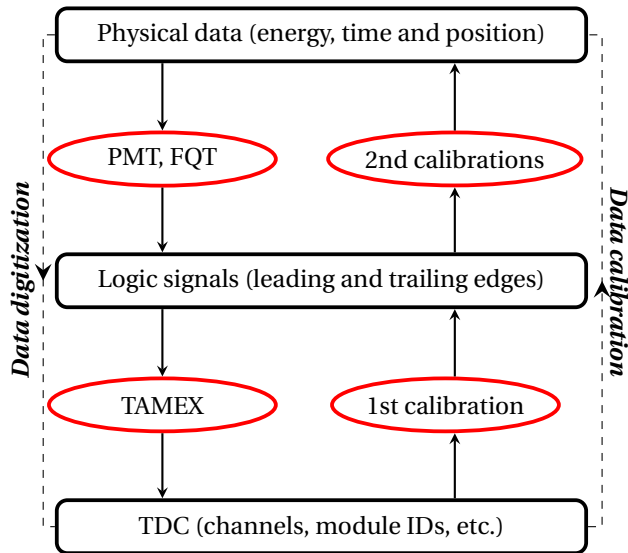 Physical data (energy, time and position)
PMT, FQT
2nd calibrations
Data digitization
Data calibration
Logic signals (leading and trailing edges)
TAMEX
1st calibration
TDC (channels, module IDs, etc.)